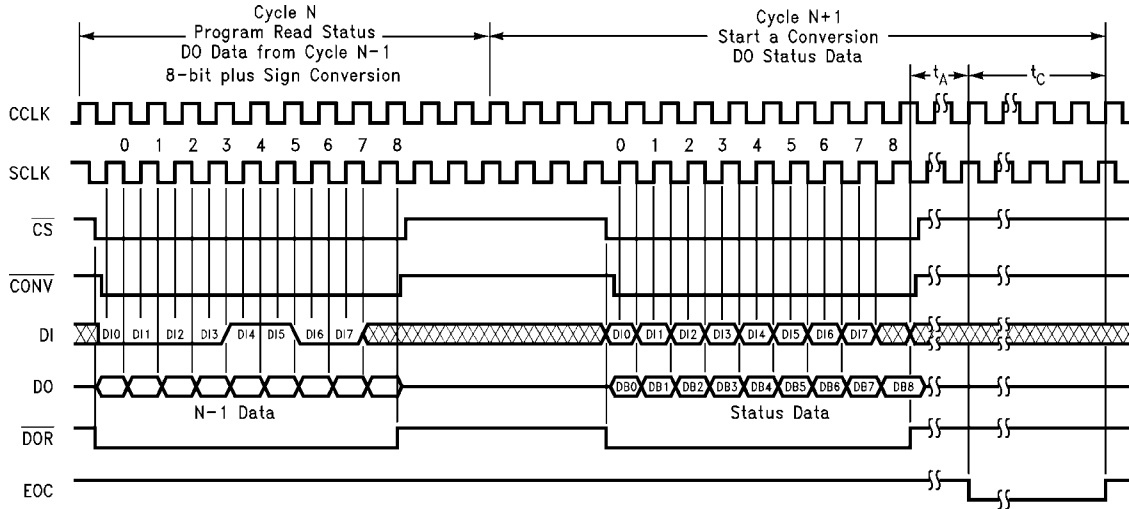 Cycle N
Program Read Status
DO Data from Cycle N-1
8-bit plus Sign Conversion
Cycle N+1
Start a Conversion
DO Status Data
tA
tC
CCLK
0 1 2 3 4 5 6 7 8
0 1 2 3 4 5 6 7 8
SCLK
CS
CONV
DI
DI0 DI1 DI2 DI3 DI4 DI5 DI6 DI7
DI0 DI1 DI2 DI3 DI4 DI5 DI6 DI7
DO
DB0 DB1 DB2 DB3 DB4 DB5 DB6 DB7 DB8
N-1 Data
Status Data
DOR
EOC